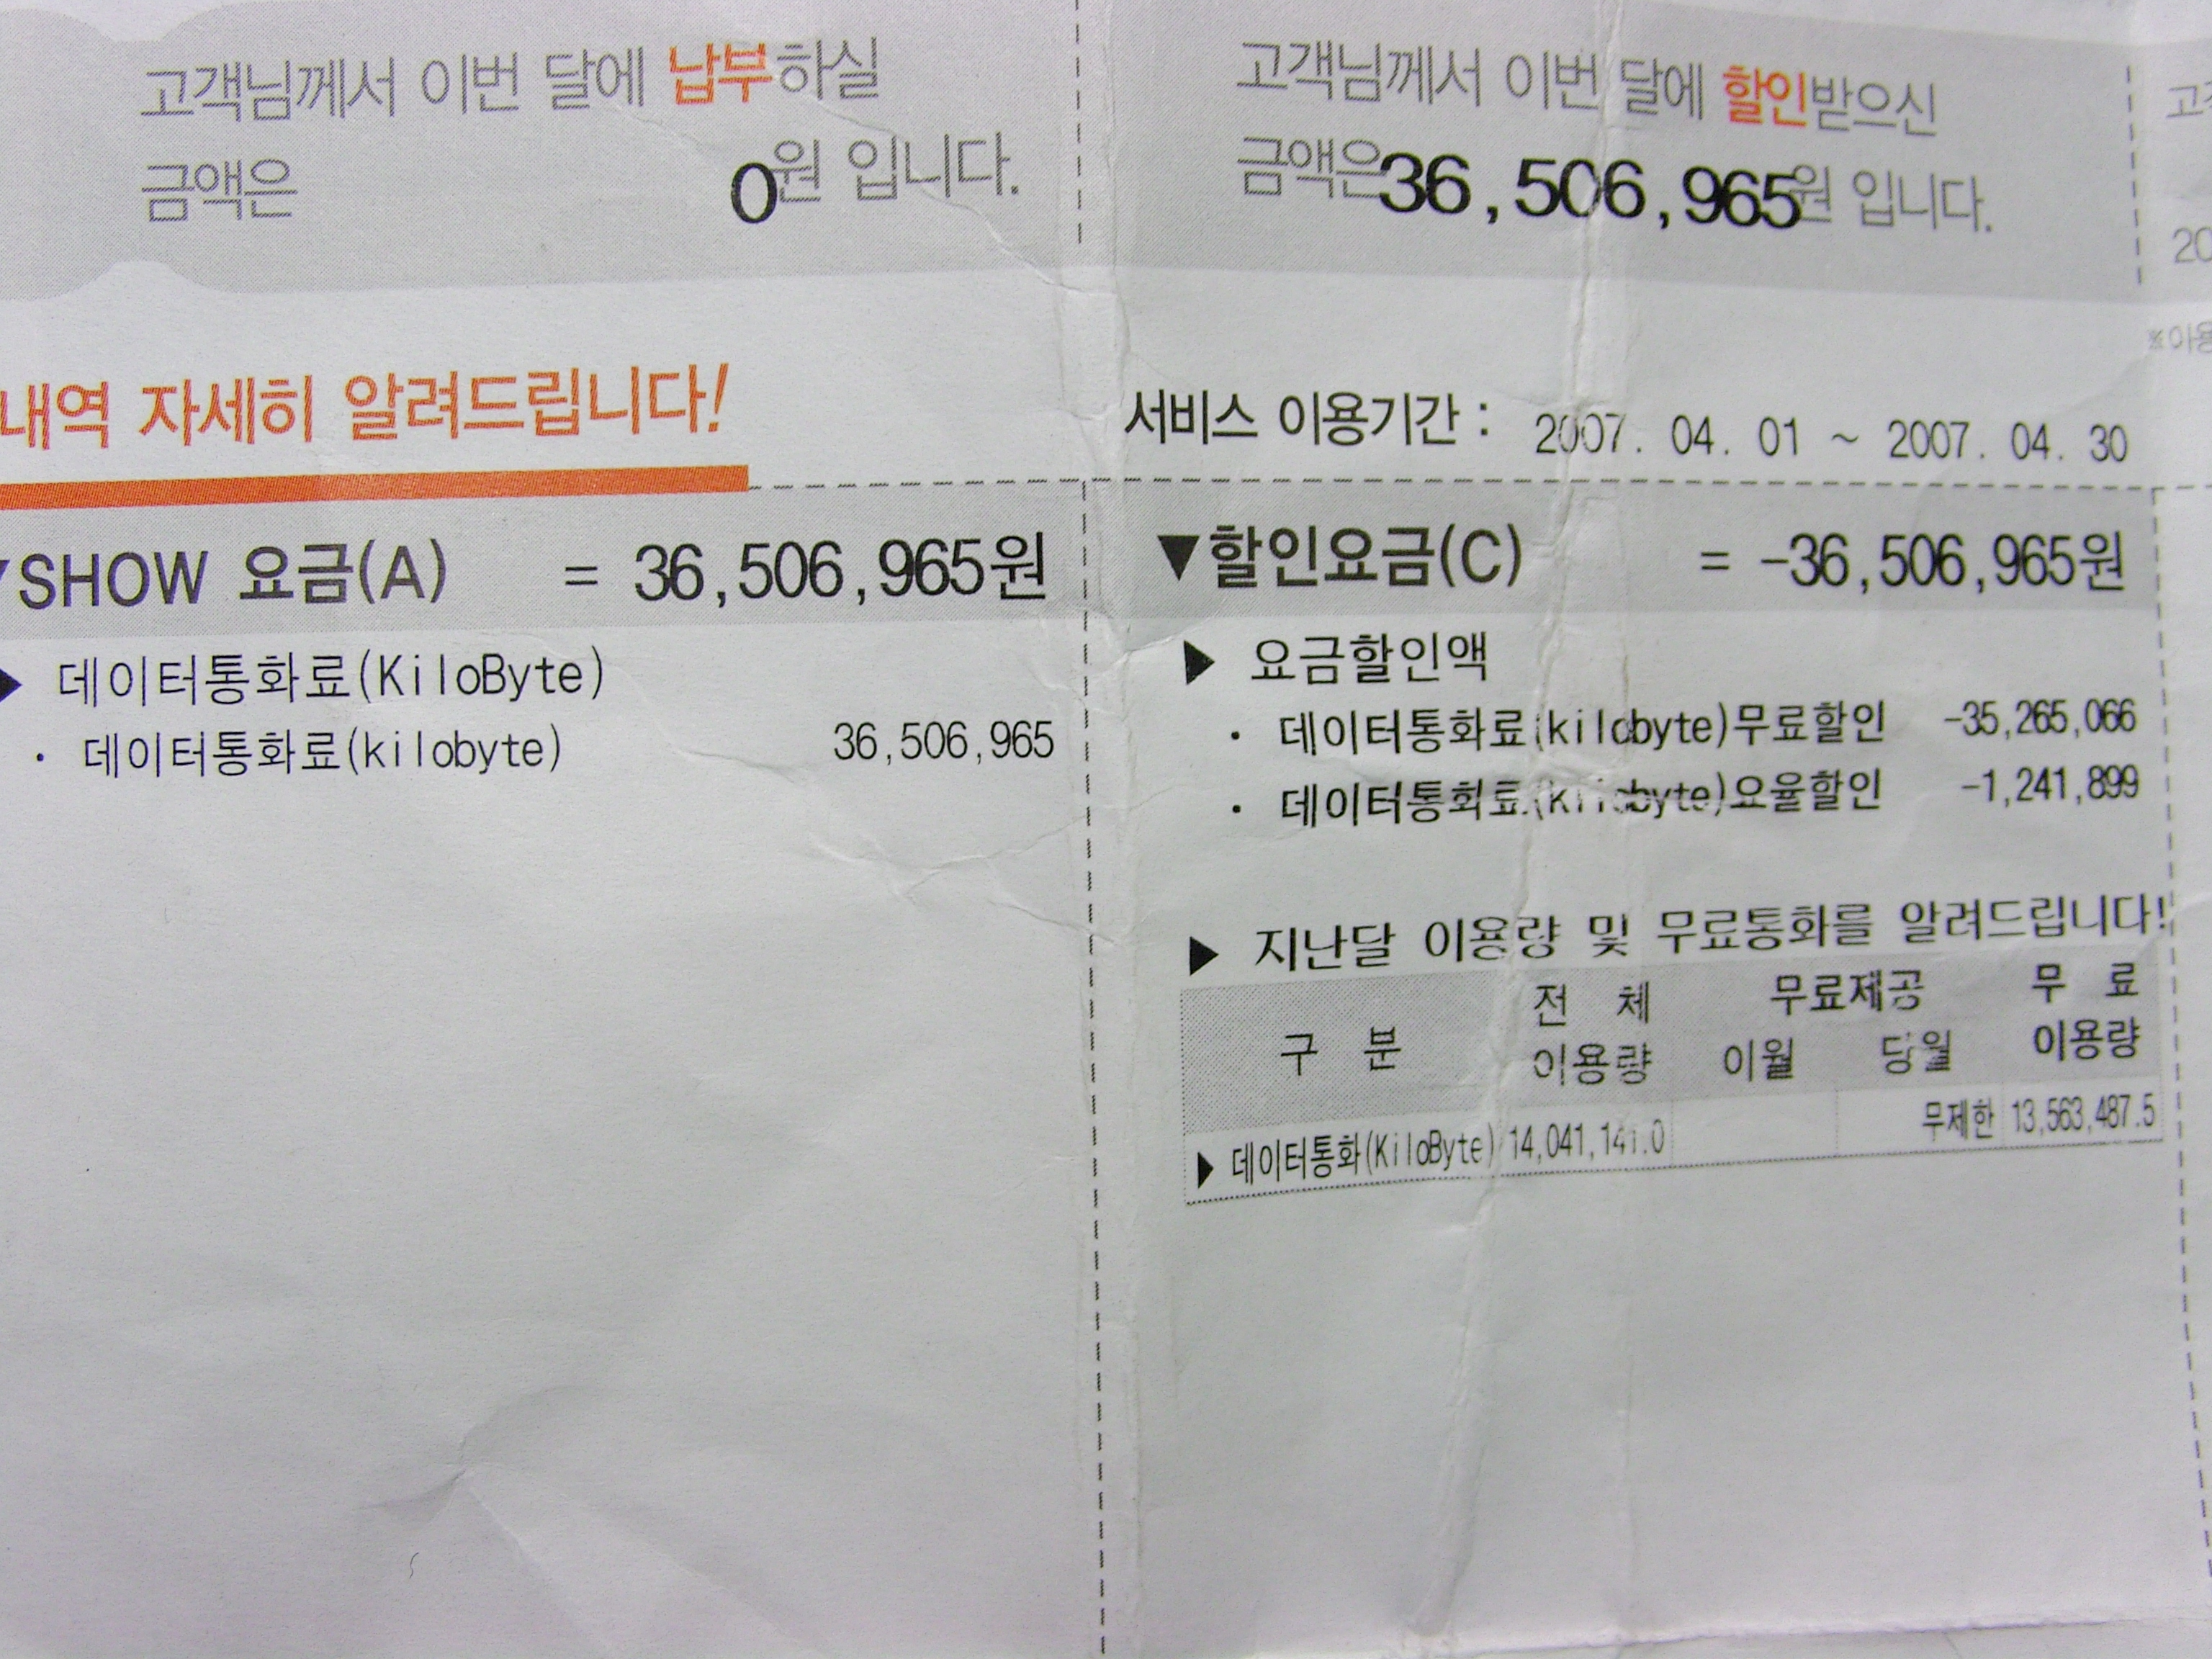 고객님께서 이번 달에 납부하실
금액은 0원 입니다.
고객님께서 이번 달에 할인받으신
금액은 36,506,965원 입니다.
20
※이용
내역 자세히 알려드립니다!
서비스 이용기간 : 2007. 04. 01 ~ 2007. 04. 30
▼SHOW 요금(A) = 36,506,965원
▶ 데이터통화료(KiloByte)
· 데이터통화료(kilobyte) 36,506,965
▼할인요금(C) = -36,506,965원
▶ 요금할인액
· 데이터통화료(kilobyte)무료할인 -35,265,066
· 데이터통화료(kilobyte)요율할인 -1,241,899
▶ 지난달 이용량 및 무료통화를 알려드립니다!
구 분 전 체 이용량 무료제공 이월 당월 무 료 이용량
▶ 데이터통화(KiloByte) 14,041,141.0 무제한 13,563,487.5